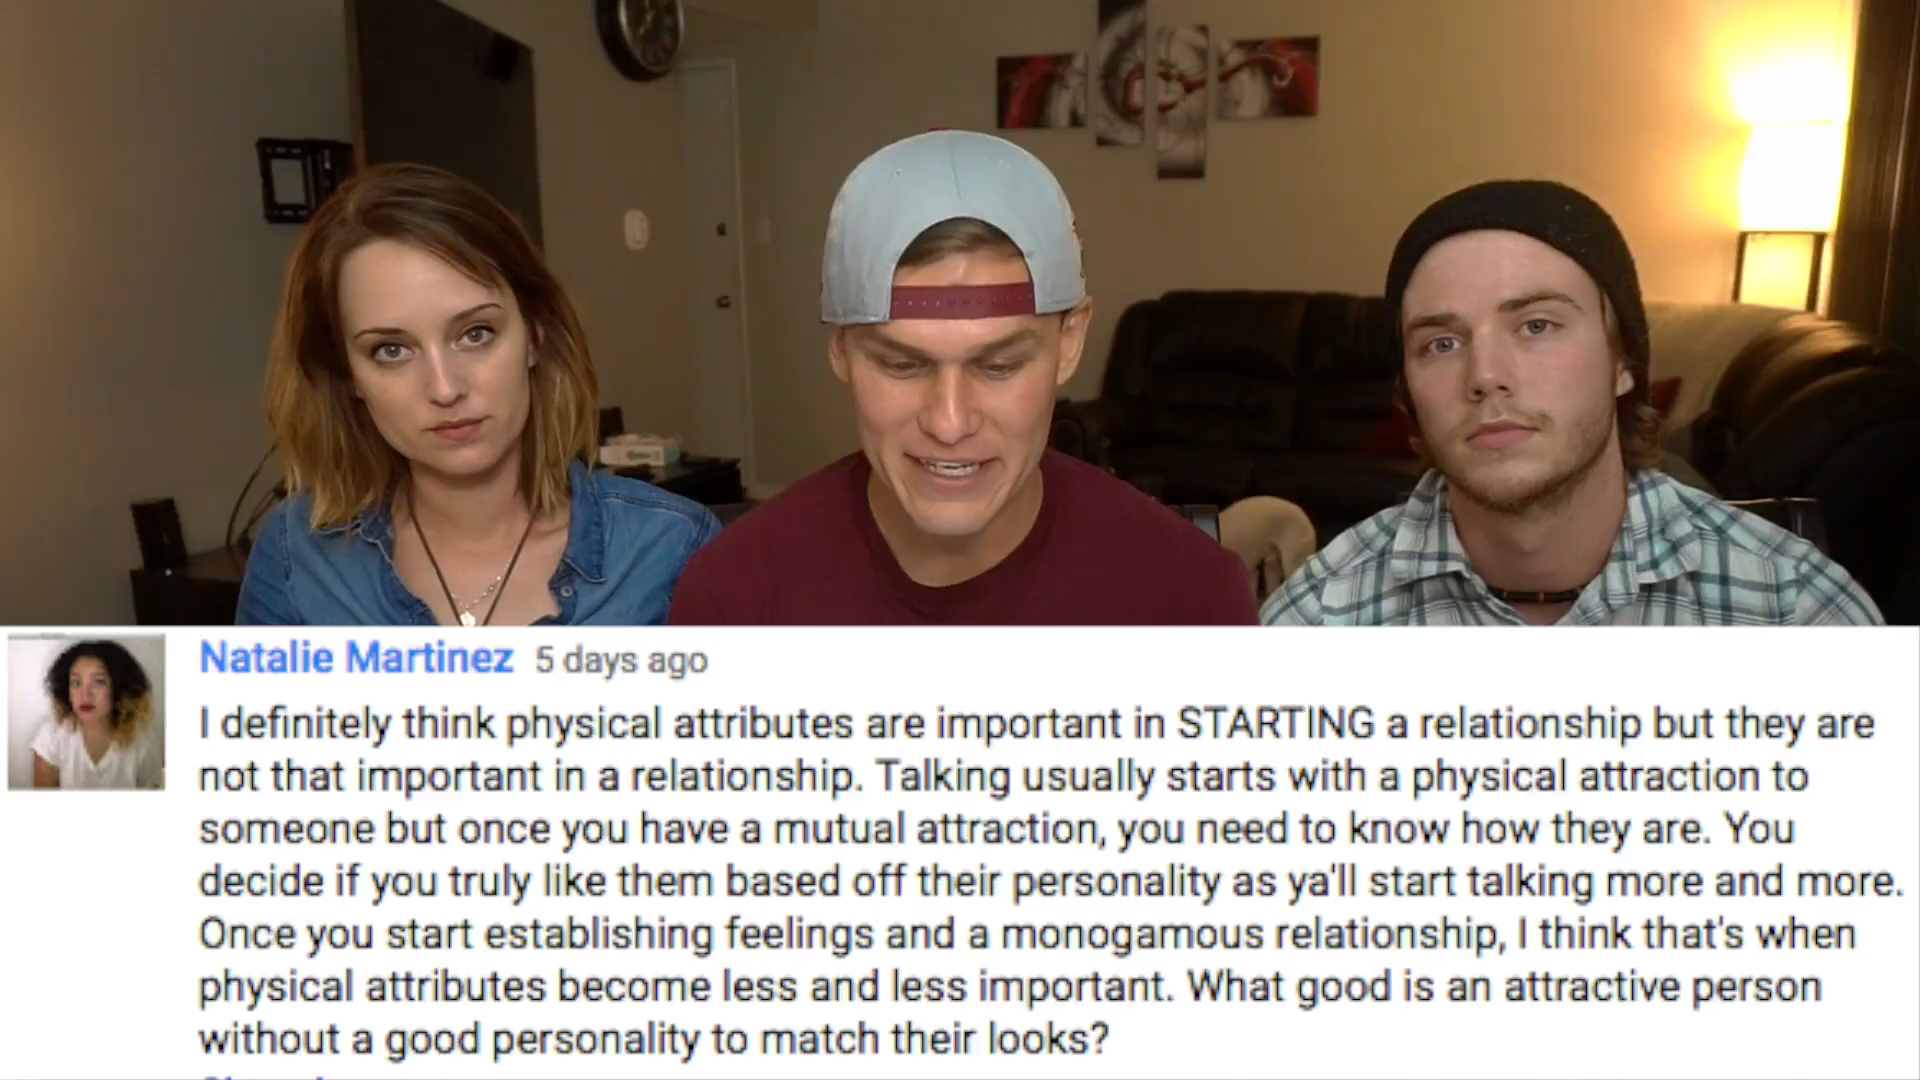 Natalie Martinez 5 days ago
I definitely think physical attributes are important in STARTING a relationship but they are
not that important in a relationship. Talking usually starts with a physical attraction to
someone but once you have a mutual attraction, you need to know how they are. You
decide if you truly like them based off their personality as ya'll start talking more and more.
Once you start establishing feelings and a monogamous relationship, I think that's when
physical attributes become less and less important. What good is an attractive person
without a good personality to match their looks?